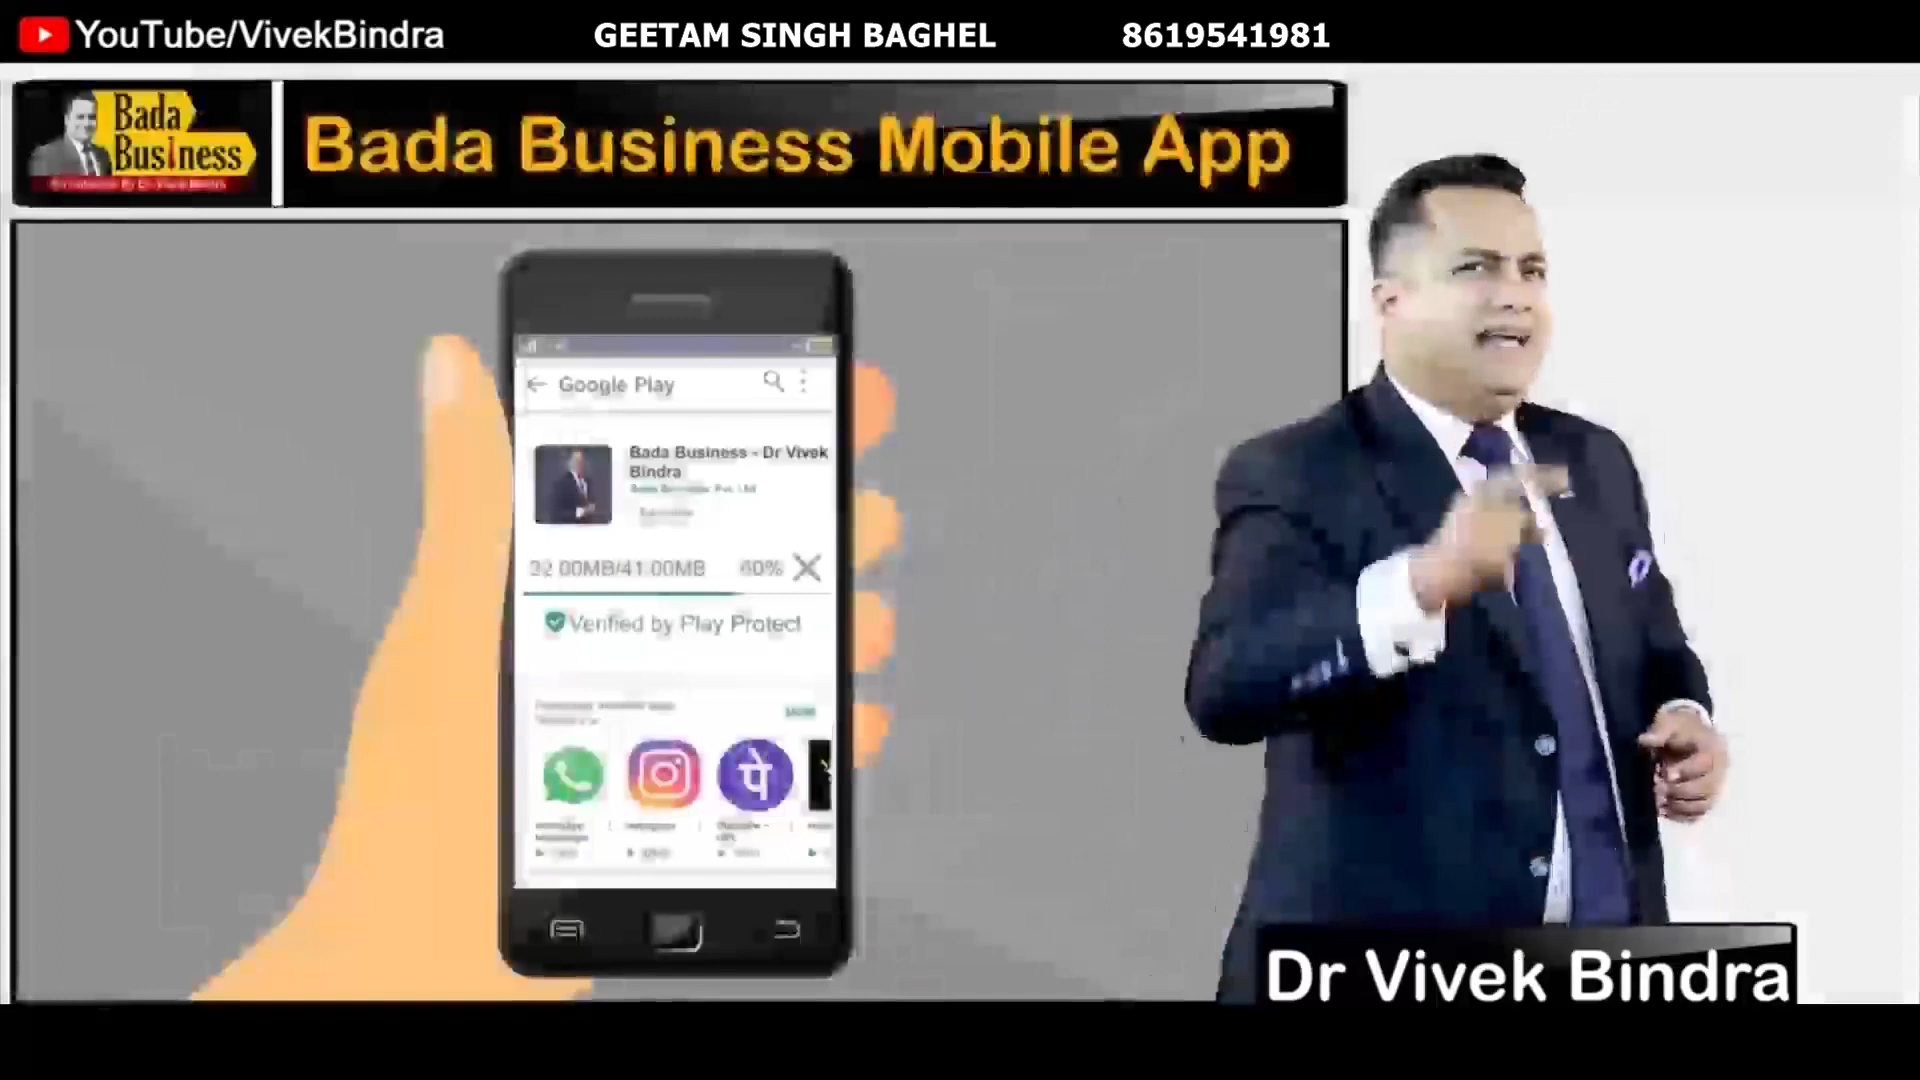 YouTube/VivekBindra
GEETAM SINGH BAGHEL
8619541981
Bada
Business
Bada Business Mobile App
Google Play
Bada Business - Dr Vivek
Bindra
32.00MB/41.00MB 60%
Verified by Play Protect
पे
Dr Vivek Bindra